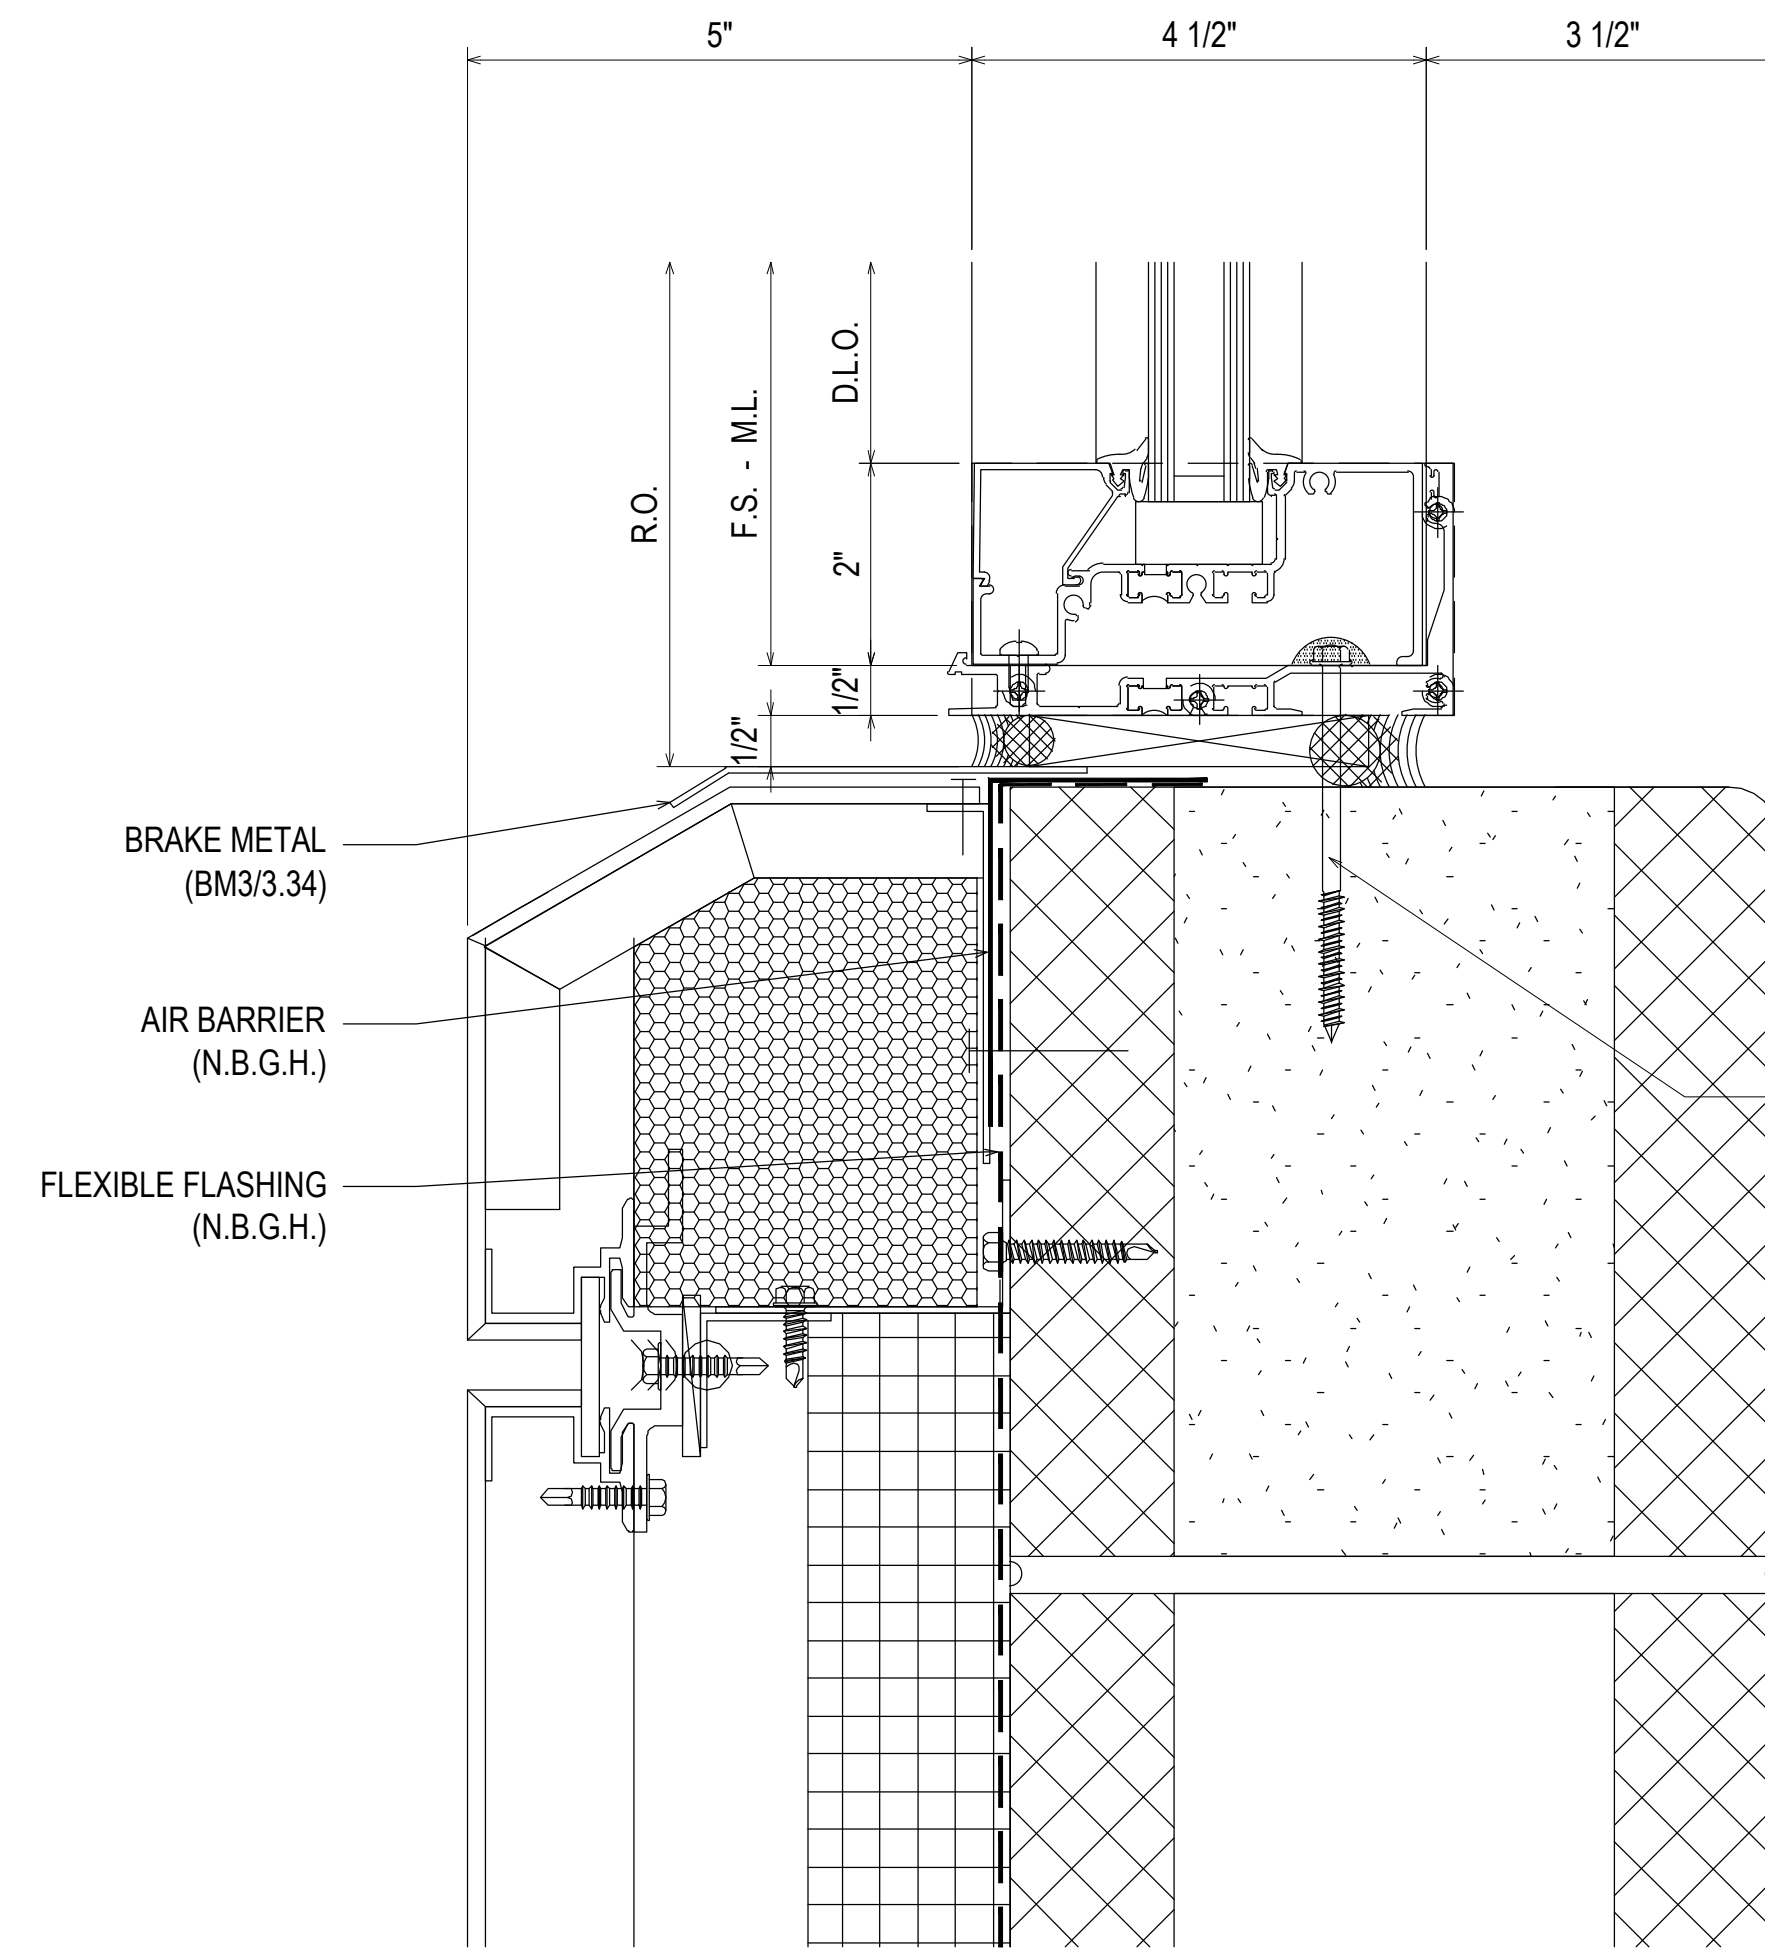 5"
4 1/2"
3 1/2"
D.L.O.
F.S. - M.L.
R.O.
2"
1/2"
1/2"
BRAKE METAL
(BM3/3.34)
AIR BARRIER
(N.B.G.H.)
FLEXIBLE FLASHING
(N.B.G.H.)